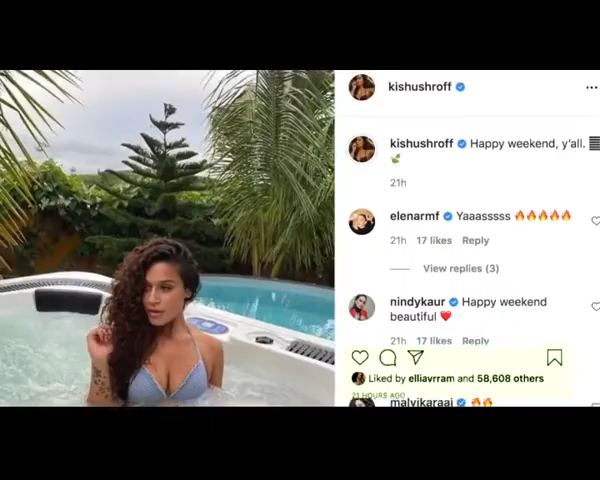 kishushroff
kishushroff Happy weekend, y'all.
21h
elenarmf Yaaasssss 🔥🔥🔥🔥🔥
21h 17 likes Reply
View replies (3)
nindykaur Happy weekend
beautiful ❤️
21h 17 likes Reply
Liked by elliavrram and 58,608 others
21 HOURS AGO
malvikaraaj 🔥🔥